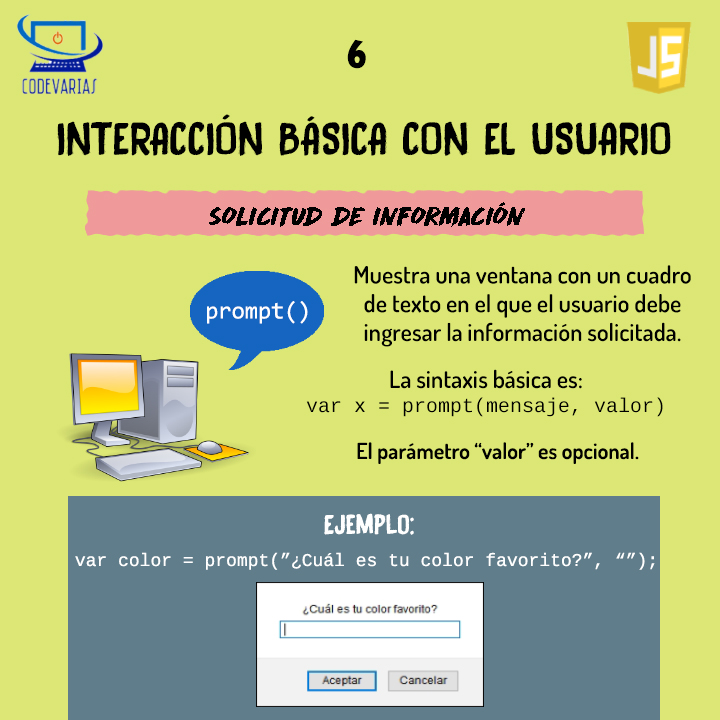 CODEVARIAS
6
JS
INTERACCIÓN BÁSICA CON EL USUARIO
SOLICITUD DE INFORMACIÓN
prompt()
Muestra una ventana con un cuadro
de texto en el que el usuario debe
ingresar la información solicitada.
La sintaxis básica es:
var x = prompt(mensaje, valor)
El parámetro “valor” es opcional.
EJEMPLO:
var color = prompt(”¿Cuál es tu color favorito?”, “”);
¿Cuál es tu color favorito?
Aceptar Cancelar